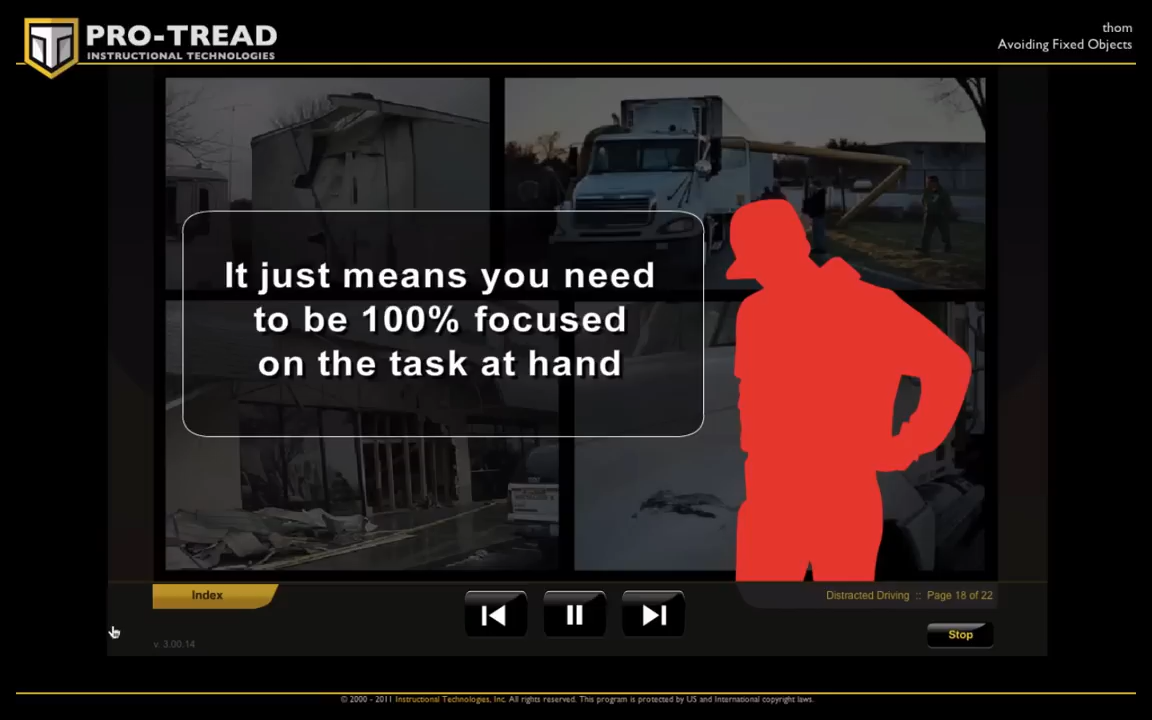 PRO-TREAD
INSTRUCTIONAL TECHNOLOGIES
thom
Avoiding Fixed Objects
It just means you need
to be 100% focused
on the task at hand
Index
Distracted Driving :: Page 18 of 22
v. 3.00.14
Stop
© 2000 - 2011 Instructional Technologies, Inc. All rights reserved. This program is protected by US and International copyright laws.